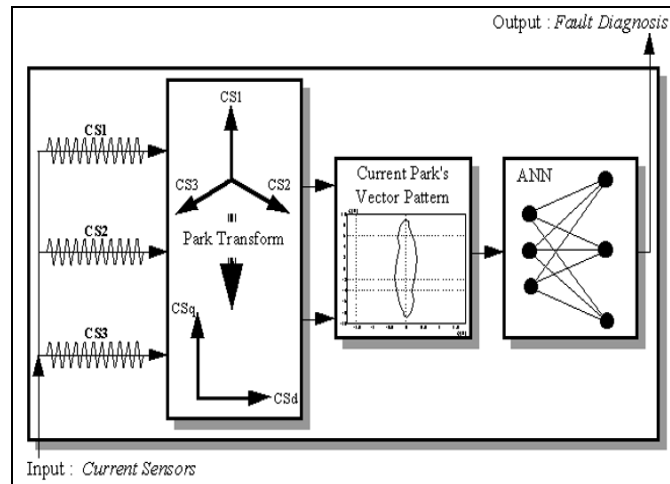 Output : Fault Diagnosis
CS1
CS1
CS3
CS2
CS2
Park Transform
CSq
CS3
CSd
Current Park's
Vector Pattern
ANN
Input : Current Sensors